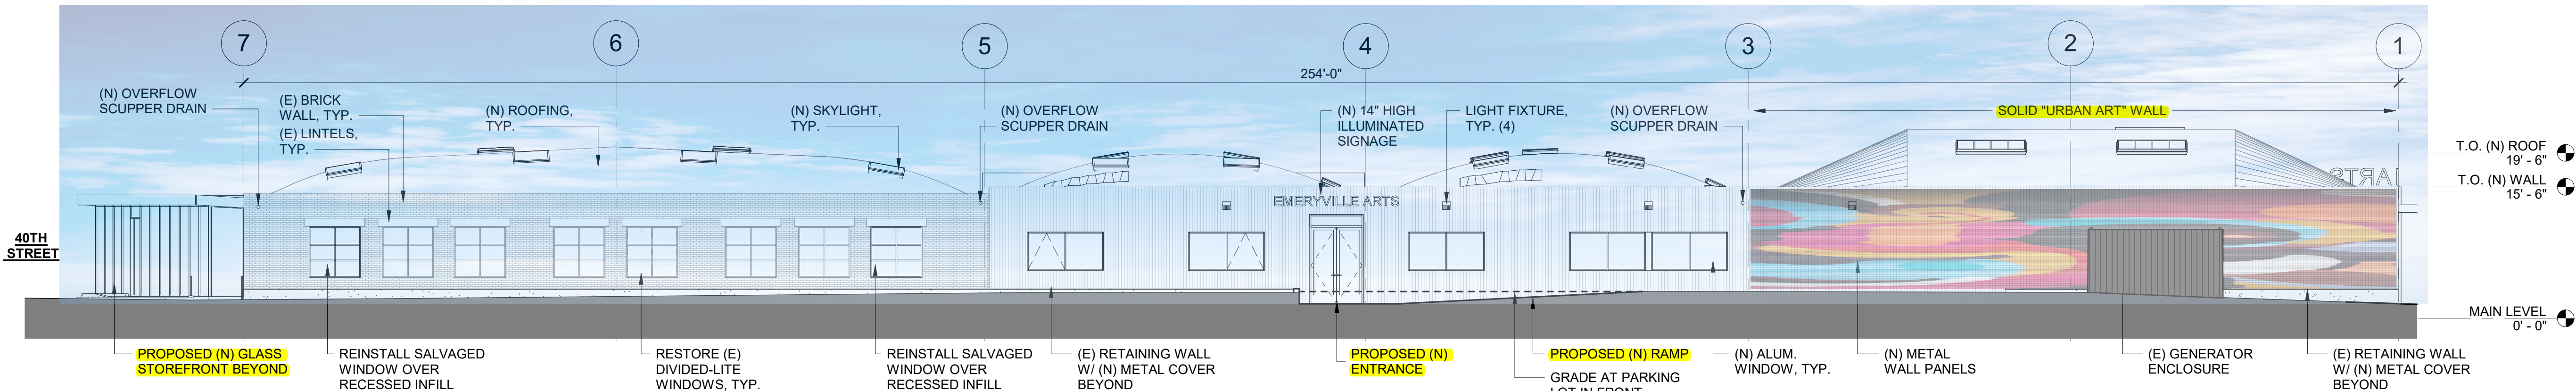 7
6
5
4
3
2
1
254'-0"
(N) OVERFLOW
SCUPPER DRAIN
(E) BRICK
WALL, TYP.
(E) LINTELS,
TYP.
(N) ROOFING,
TYP.
(N) SKYLIGHT,
TYP.
(N) OVERFLOW
SCUPPER DRAIN
(N) 14" HIGH
ILLUMINATED
SIGNAGE
LIGHT FIXTURE,
TYP. (4)
(N) OVERFLOW
SCUPPER DRAIN
SOLID "URBAN ART" WALL
T.O. (N) ROOF
19' - 6"
T.O. (N) WALL
15' - 6"
ARTS
EMERYVILLE ARTS
40TH
STREET
MAIN LEVEL
0' - 0"
PROPOSED (N) GLASS
STOREFRONT BEYOND
REINSTALL SALVAGED
WINDOW OVER
RECESSED INFILL
RESTORE (E)
DIVIDED-LITE
WINDOWS, TYP.
REINSTALL SALVAGED
WINDOW OVER
RECESSED INFILL
(E) RETAINING WALL
W/ (N) METAL COVER
BEYOND
PROPOSED (N)
ENTRANCE
PROPOSED (N) RAMP
GRADE AT PARKING
LOT IN FRONT
(N) ALUM.
WINDOW, TYP.
(N) METAL
WALL PANELS
(E) GENERATOR
ENCLOSURE
(E) RETAINING WALL
W/ (N) METAL COVER
BEYOND